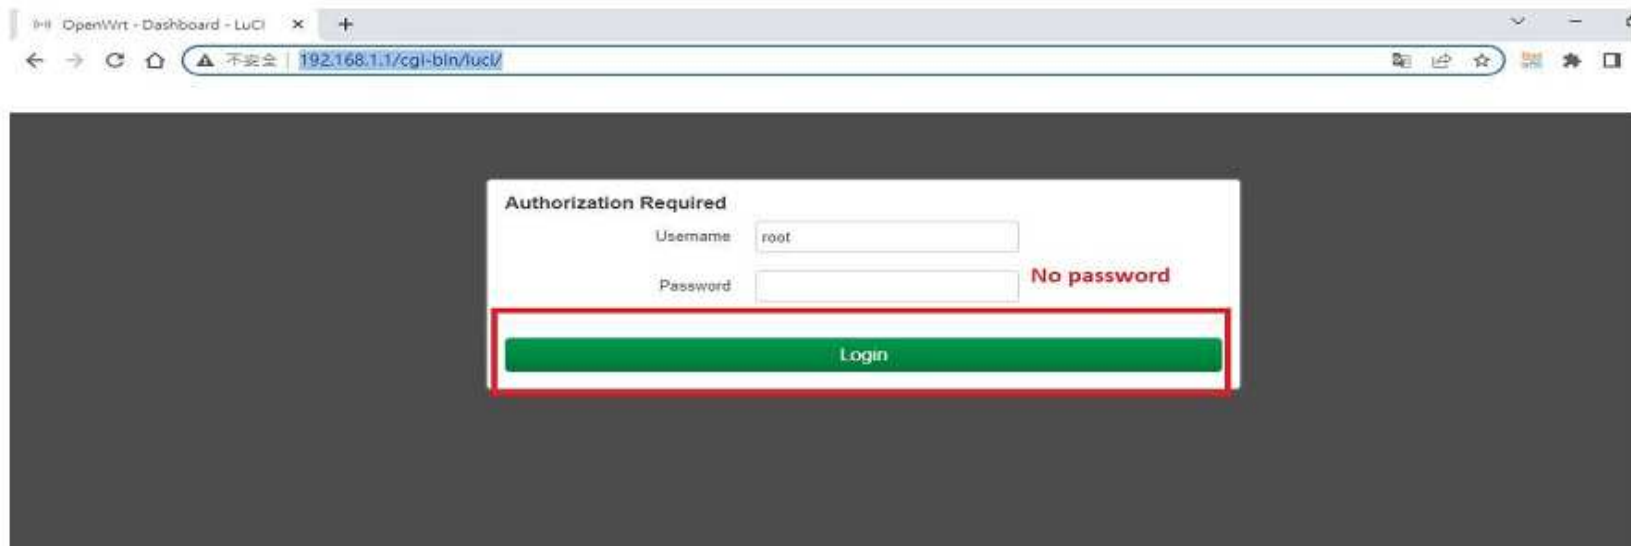 OpenWrt - Dashboard - LuCI
不安全 192.168.1.1/cgi-bin/luci/
Authorization Required
Username root
Password No password
Login